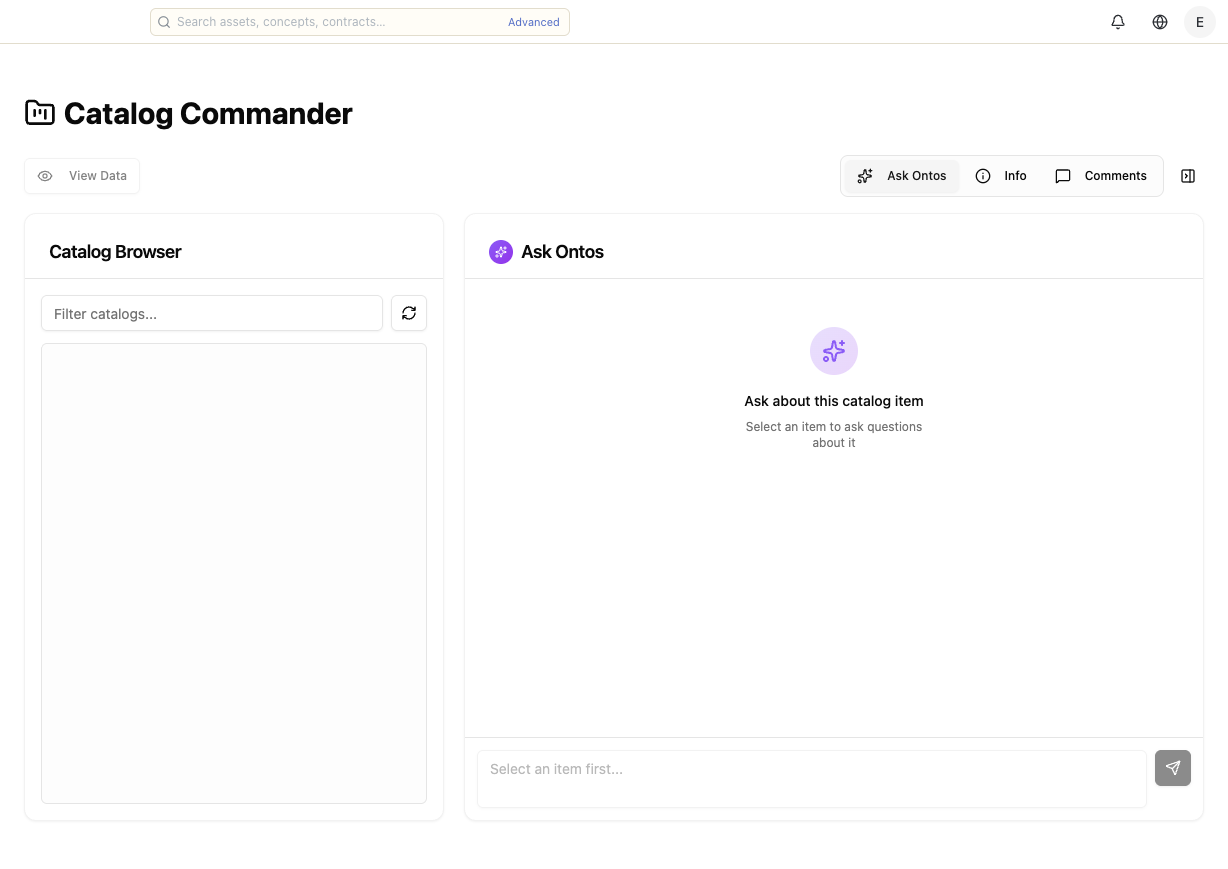 Search assets, concepts, contracts...
Advanced
E
Catalog Commander
View Data
Ask Ontos
Info
Comments
Catalog Browser
Filter catalogs...
Ask Ontos
Ask about this catalog item
Select an item to ask questions
about it
Select an item first...